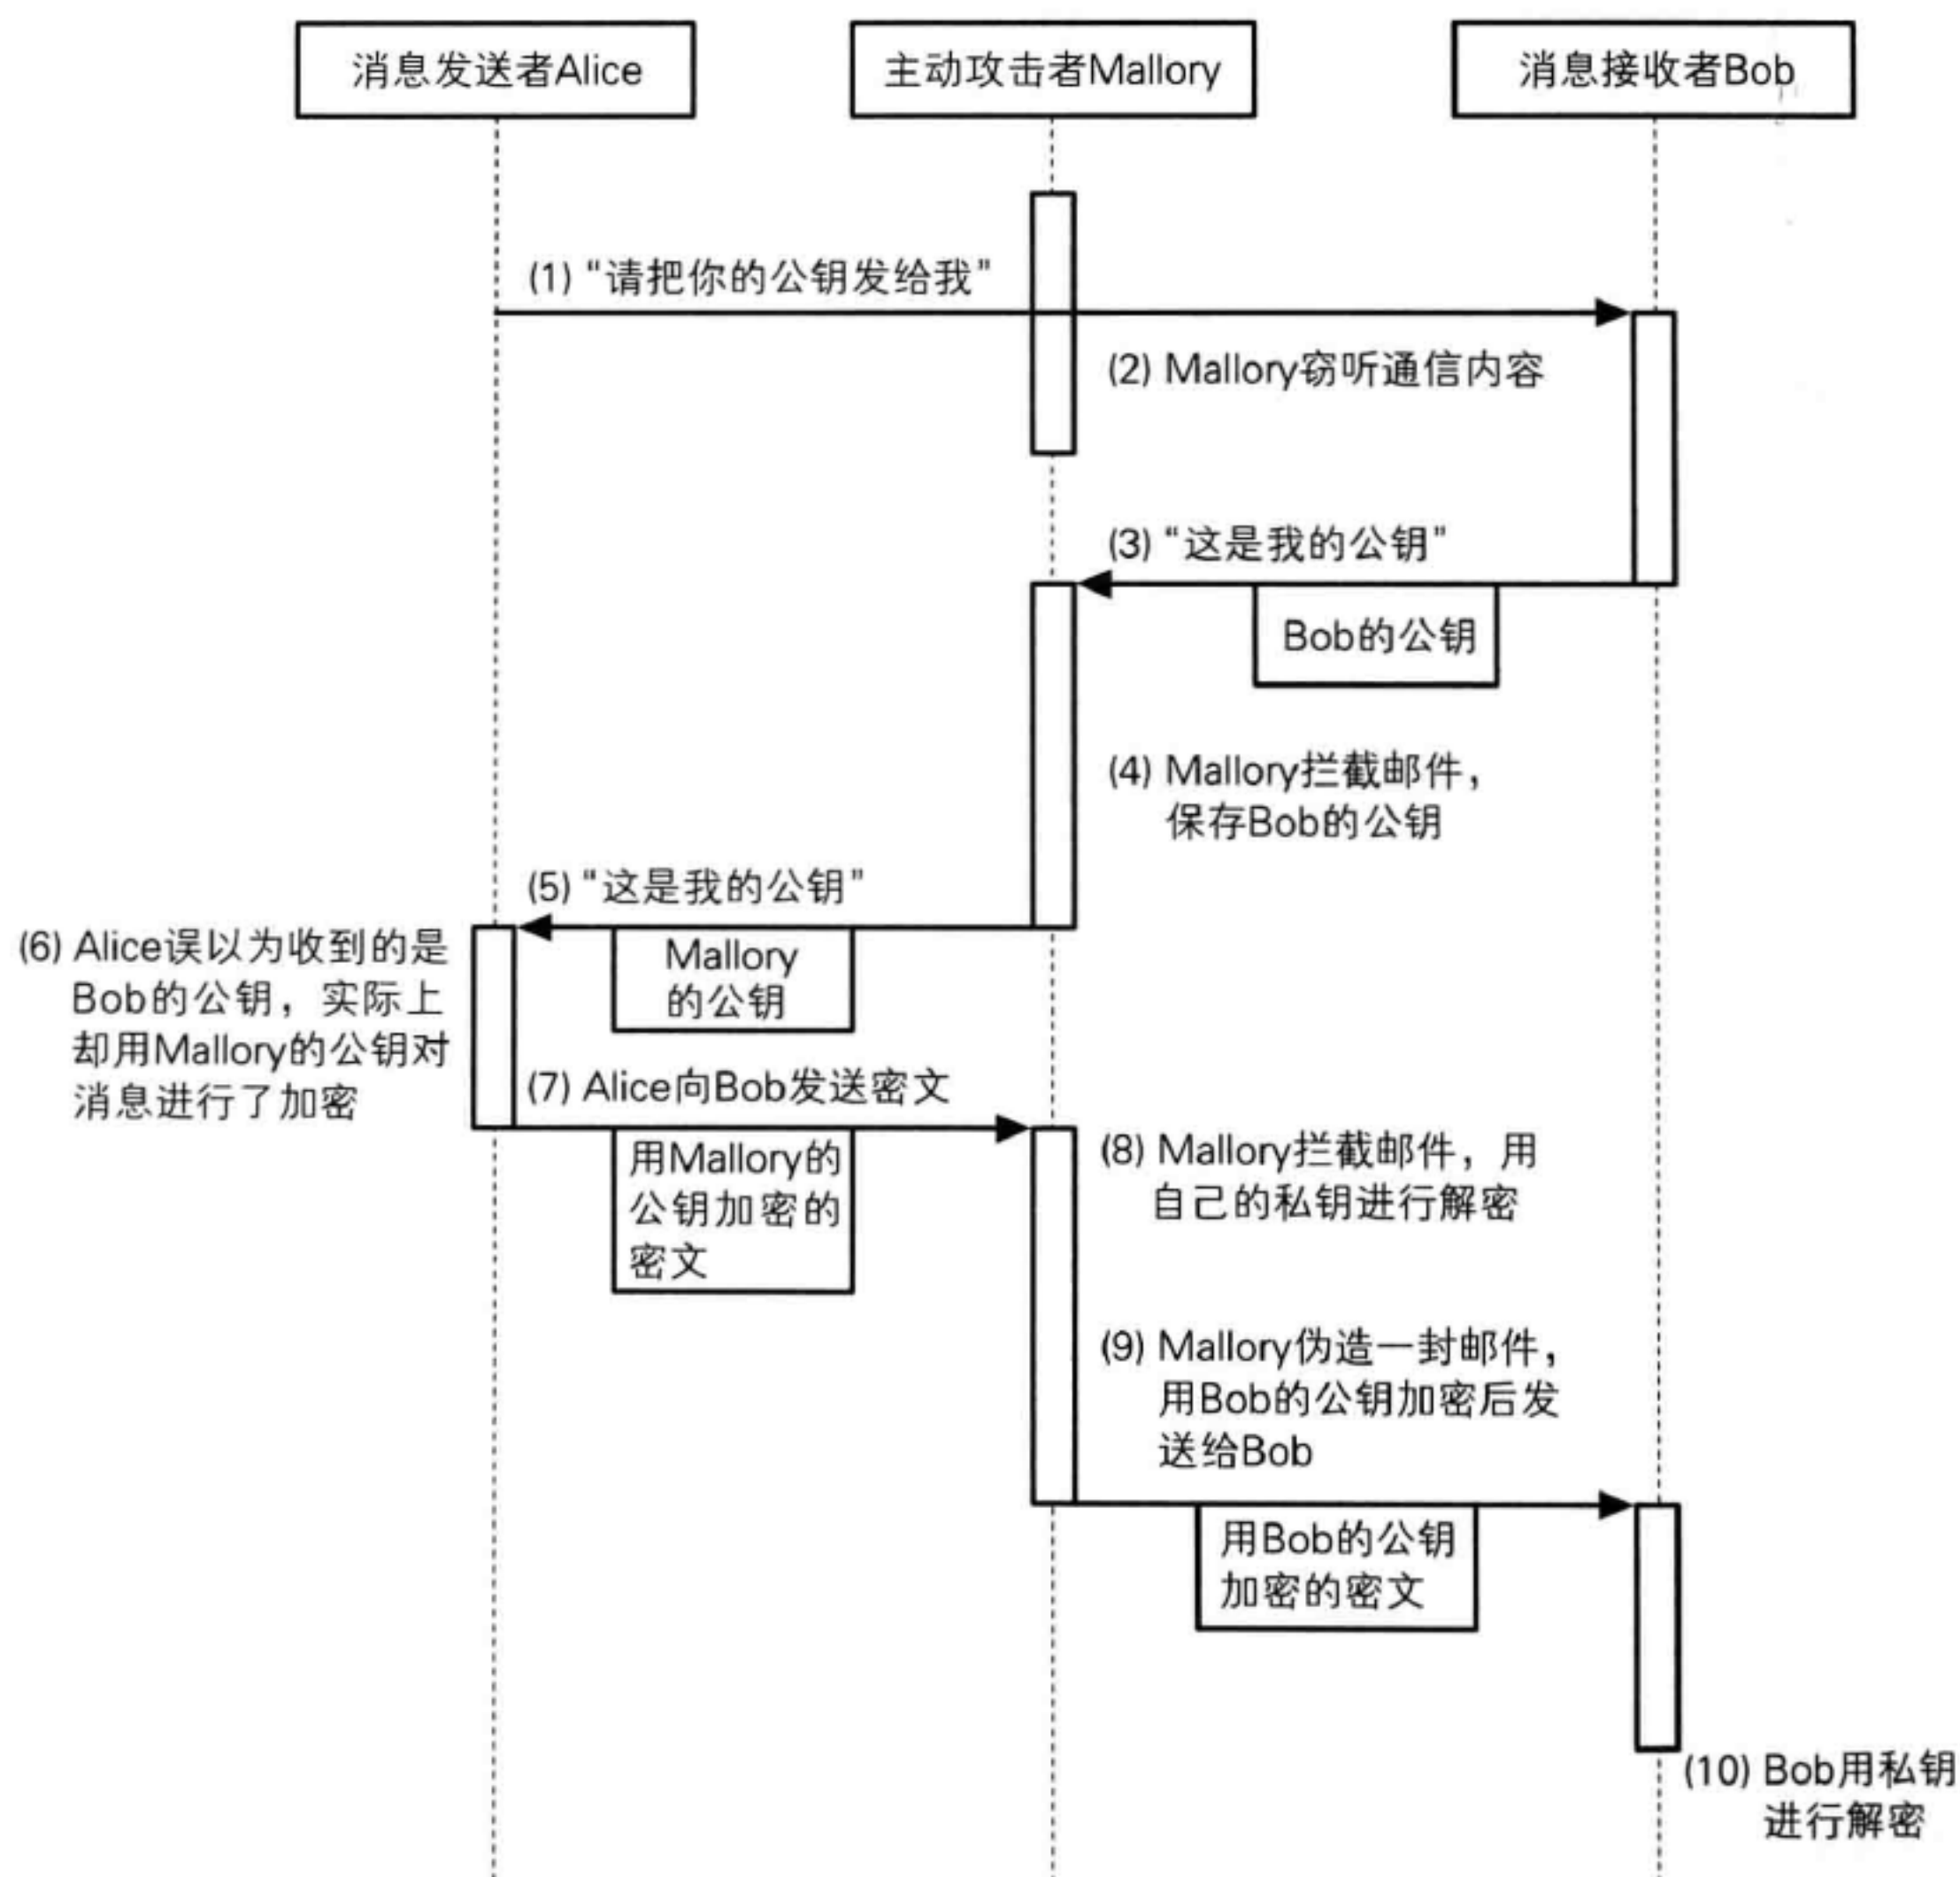 消息发送者Alice
主动攻击者Mallory
消息接收者Bob
(1) “请把你的公钥发给我”
(2) Mallory窃听通信内容
(3) “这是我的公钥”
Bob的公钥
(4) Mallory拦截邮件，
保存Bob的公钥
(5) “这是我的公钥”
Mallory
的公钥
(6) Alice误以为收到的是
Bob的公钥，实际上
却用Mallory的公钥对
消息进行了加密
(7) Alice向Bob发送密文
用Mallory的
公钥加密的
密文
(8) Mallory拦截邮件，用
自己的私钥进行解密
(9) Mallory伪造一封邮件，
用Bob的公钥加密后发
送给Bob
用Bob的公钥
加密的密文
(10) Bob用私钥
进行解密